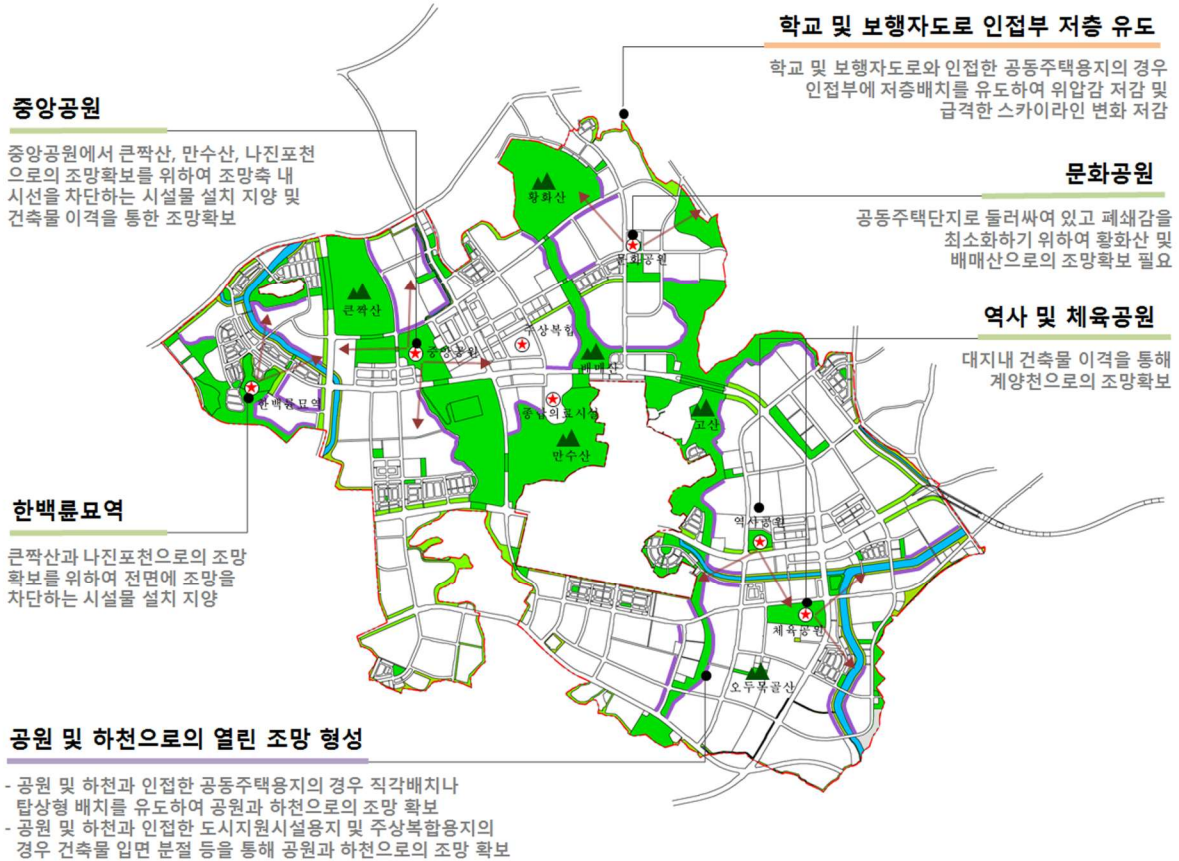 학교 및 보행자도로 인접부 저층 유도
학교 및 보행자도로와 인접한 공동주택용지의 경우
인접부에 저층배치를 유도하여 위압감 저감 및
급격한 스카이라인 변화 저감
중앙공원
중앙공원에서 큰짝산, 만수산, 나진포천
으로의 조망확보를 위하여 조망축 내
시선을 차단하는 시설물 설치 지양 및
건축물 이격을 통한 조망확보
문화공원
공동주택단지로 둘러싸여 있고 폐쇄감을
최소화하기 위하여 황화산 및
배매산으로의 조망확보 필요
역사 및 체육공원
대지내 건축물 이격을 통해
계양천으로의 조망확보
황화산
문화공원
큰짝산
주상복합
중앙공원
배매산
한백륜묘역
종합의료시설
고산
만수산
역사공원
체육공원
오두목골산
한백륜묘역
큰짝산과 나진포천으로의 조망
확보를 위하여 전면에 조망을
차단하는 시설물 설치 지양
공원 및 하천으로의 열린 조망 형성
- 공원 및 하천과 인접한 공동주택용지의 경우 직각배치나
탑상형 배치를 유도하여 공원과 하천으로의 조망 확보
- 공원 및 하천과 인접한 도시지원시설용지 및 주상복합용지의
경우 건축물 입면 분절 등을 통해 공원과 하천으로의 조망 확보